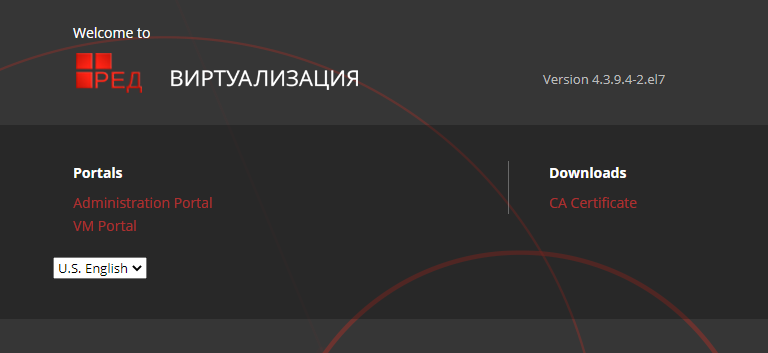 Welcome to
РЕД ВИРТУАЛИЗАЦИЯ
Version 4.3.9.4-2.el7
Portals
Administration Portal
VM Portal
Downloads
CA Certificate
U.S. English